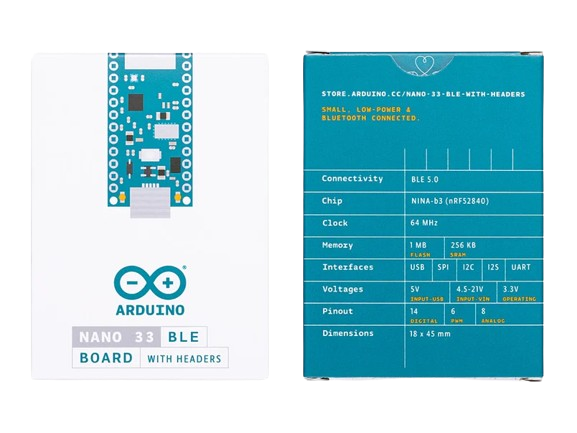 ARDUINO
NANO 33 BLE
BOARD WITH HEADERS
STORE.ARDUINO.CC/NANO-33-BLE-WITH-HEADERS
SMALL, LOW-POWER &
BLUETOOTH CONNECTED.
Connectivity BLE 5.0
Chip NINA-b3 (nRF52840)
Clock 64 MHz
Memory 1 MB 256 KB
FLASH SRAM
Interfaces USB SPI I2C I2S UART
Voltages 5V 4.5-21V 3.3V
INPUT-USB INPUT-VIN OPERATING
Pinout 14 6 8
DIGITAL PWM ANALOG
Dimensions 18 x 45 mm